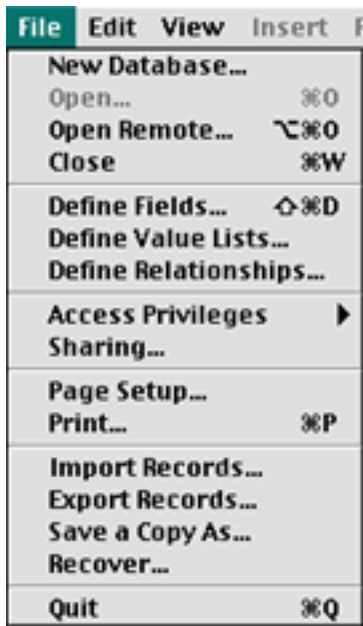 File Edit View Insert
New Database...
Open... ⌘O
Open Remote... ⌥⌘O
Close ⌘W
Define Fields... ⇧⌘D
Define Value Lists...
Define Relationships...
Access Privileges ▶
Sharing...
Page Setup...
Print... ⌘P
Import Records...
Export Records...
Save a Copy As...
Recover...
Quit ⌘Q